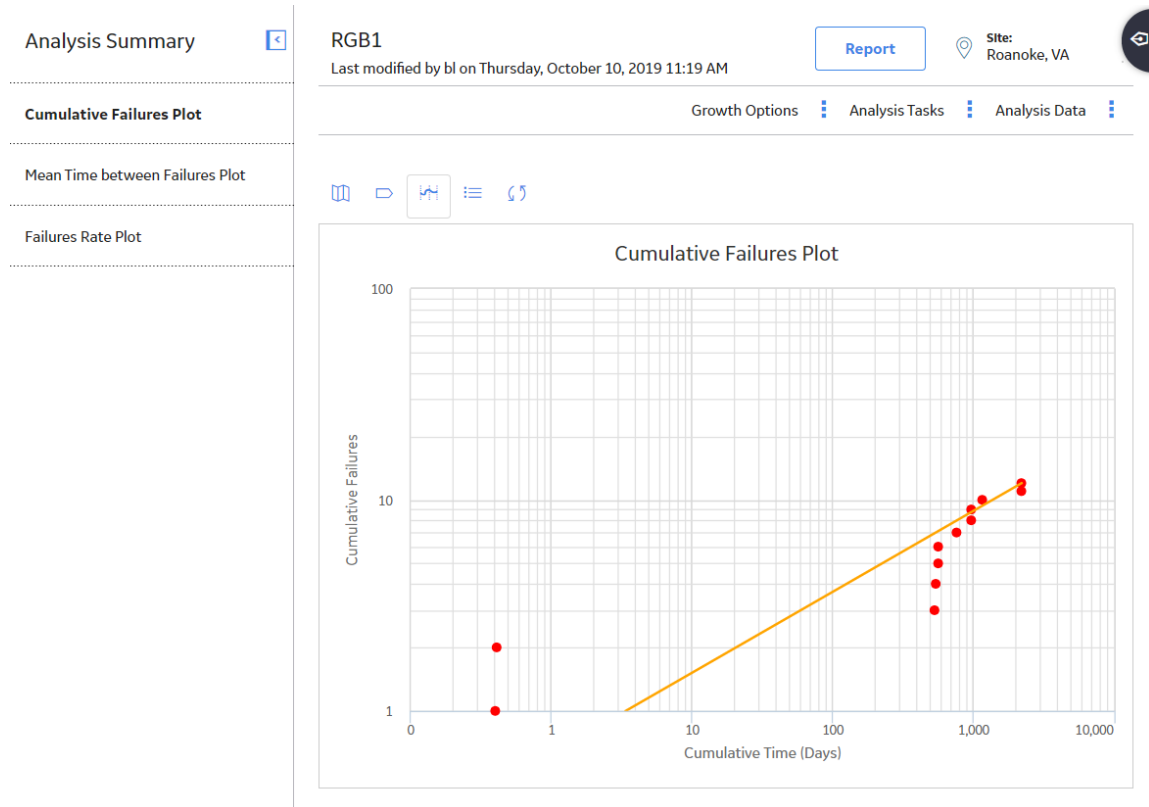 Analysis Summary
Cumulative Failures Plot
Mean Time between Failures Plot
Failures Rate Plot
RGB1
Last modified by bl on Thursday, October 10, 2019 11:19 AM
Report
Site:
Roanoke, VA
Growth Options
Analysis Tasks
Analysis Data
Cumulative Failures Plot
Cumulative Failures
100
10
1
0 1 10 100 1,000 10,000
Cumulative Time (Days)